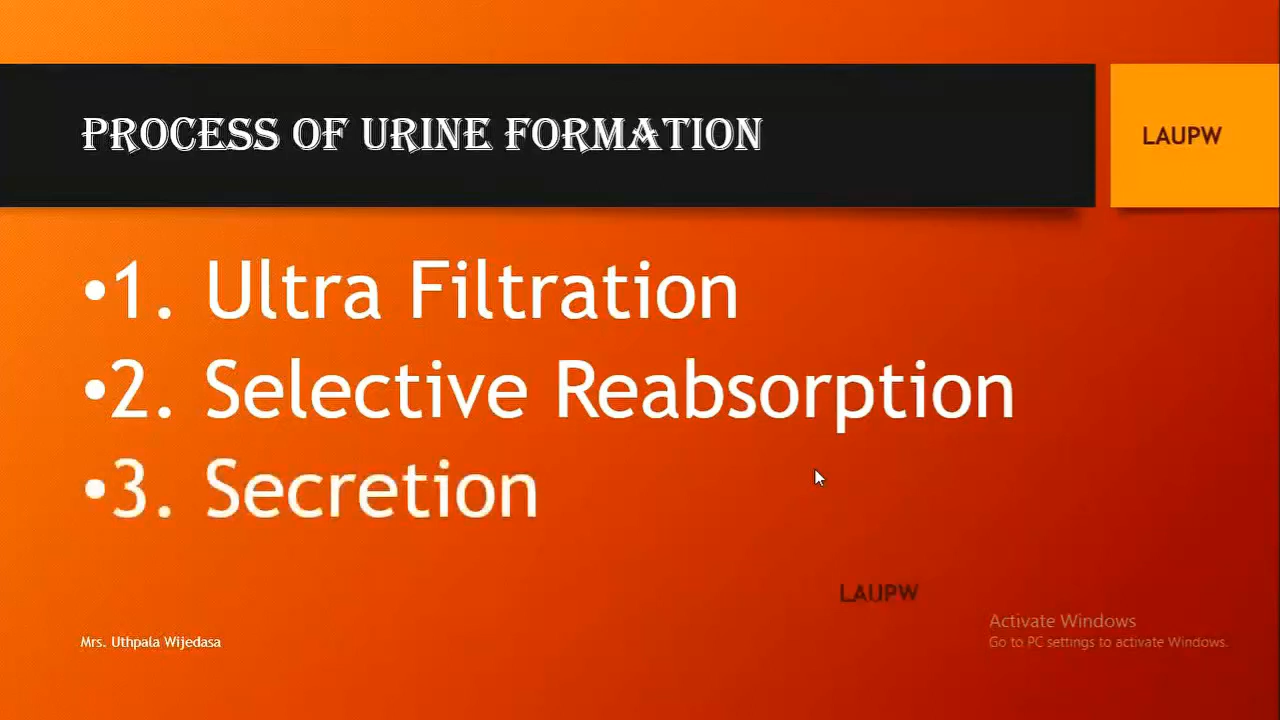 PROCESS OF URINE FORMATION
LAUPW
•1. Ultra Filtration
•2. Selective Reabsorption
•3. Secretion
LAUPW
Activate Windows
Go to PC settings to activate Windows.
Mrs. Uthpala Wijedasa